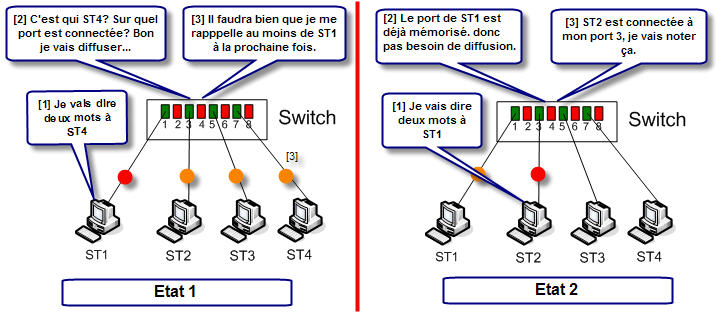 [2] C'est qui ST4? Sur quel
port est connectée? Bon
je vais diffuser...
[3] Il faudra bien que je me
rapppelle au moins de ST1
à la prochaine fois.
[1] Je vais dire
deux mots à
ST4
1 2 3 4 5 6 7 8
Switch
[3]
ST1
ST2
ST3
ST4
Etat 1
[2] Le port de ST1 est
déjà mémorisé. donc
pas besoin de diffusion.
[3] ST2 est connectée à
mon port 3, je vais noter
ça.
[1] Je vais dire
deux mots à
ST1
1 2 3 4 5 6 7 8
Switch
ST1
ST2
ST3
ST4
Etat 2